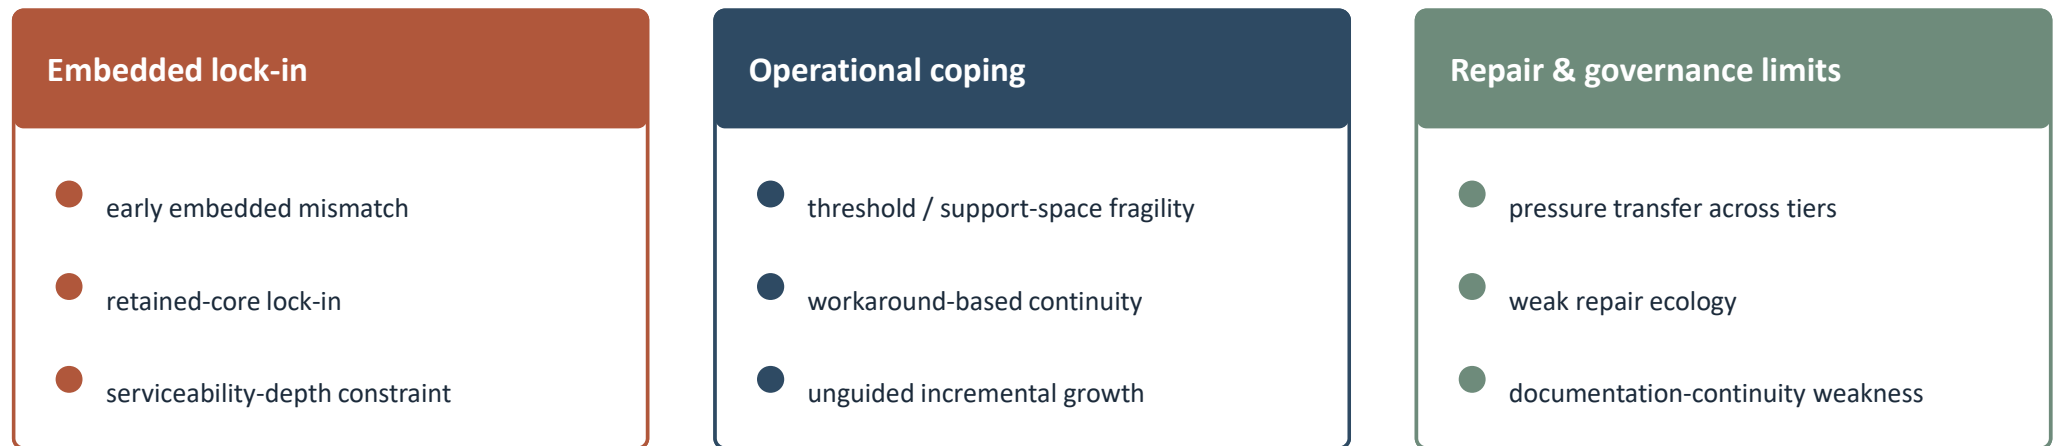 Embedded lock-in
early embedded mismatch
retained-core lock-in
serviceability-depth constraint
Operational coping
threshold / support-space fragility
workaround-based continuity
unguided incremental growth
Repair & governance limits
pressure transfer across tiers
weak repair ecology
documentation-continuity weakness